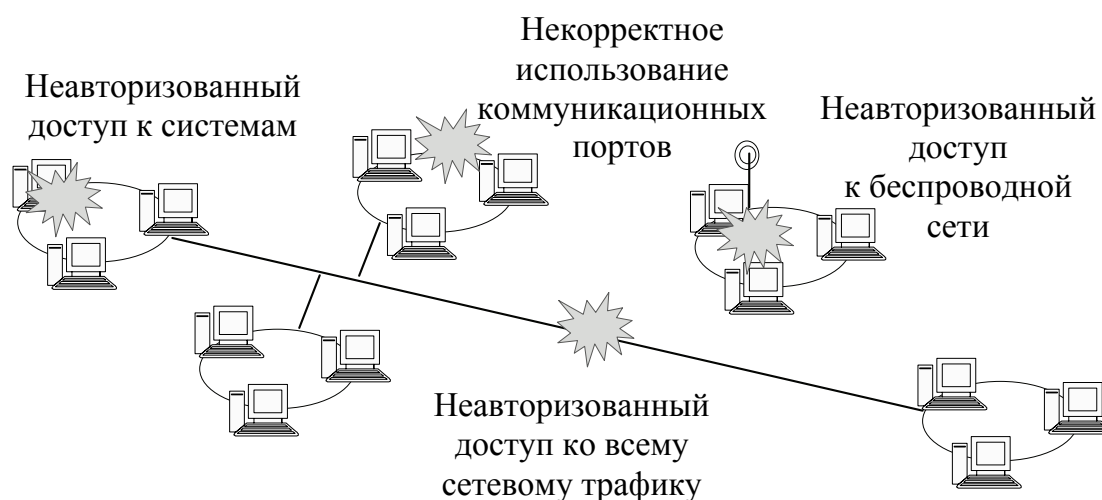 Неавторизованный
доступ к системам
Некорректное
использование
коммуникационных
портов
Неавторизованный
доступ
к беспроводной
сети
Неавторизованный
доступ ко всему
сетевому трафику